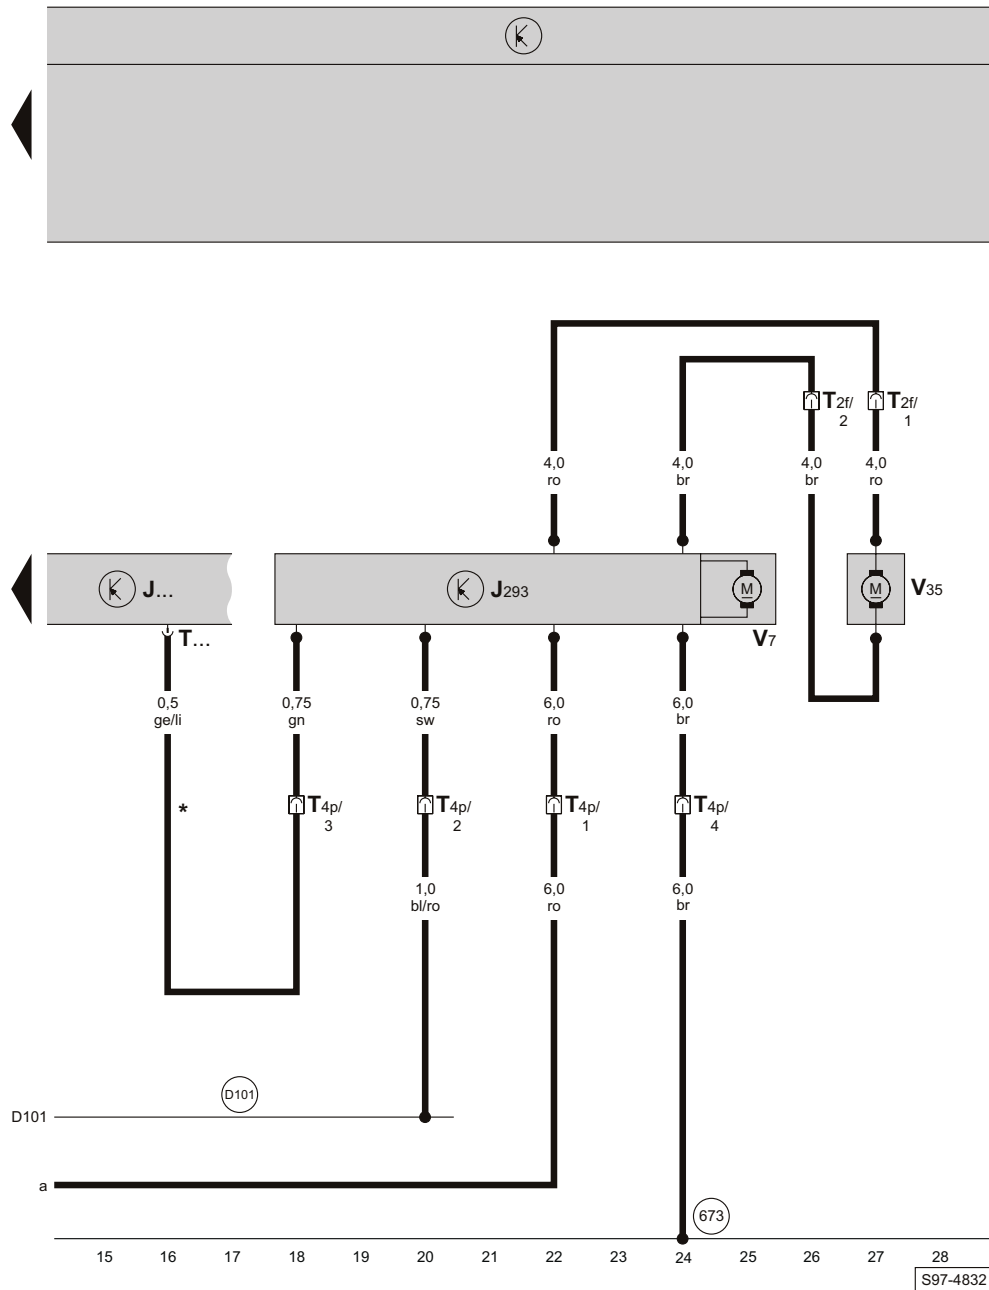 T2f/ T2f/
2 1
4,0 4,0 4,0 4,0
ro br br ro
J... J293 M M V35
T... V7
0,5 0,75 0,75 6,0 6,0
ge/li gn sw ro br
* T4p/ T4p/ T4p/ T4p/
3 2 1 4
1,0 6,0 6,0
bl/ro ro br
D101
D101
a
673
15 16 17 18 19 20 21 22 23 24 25 26 27 28
S97-4832